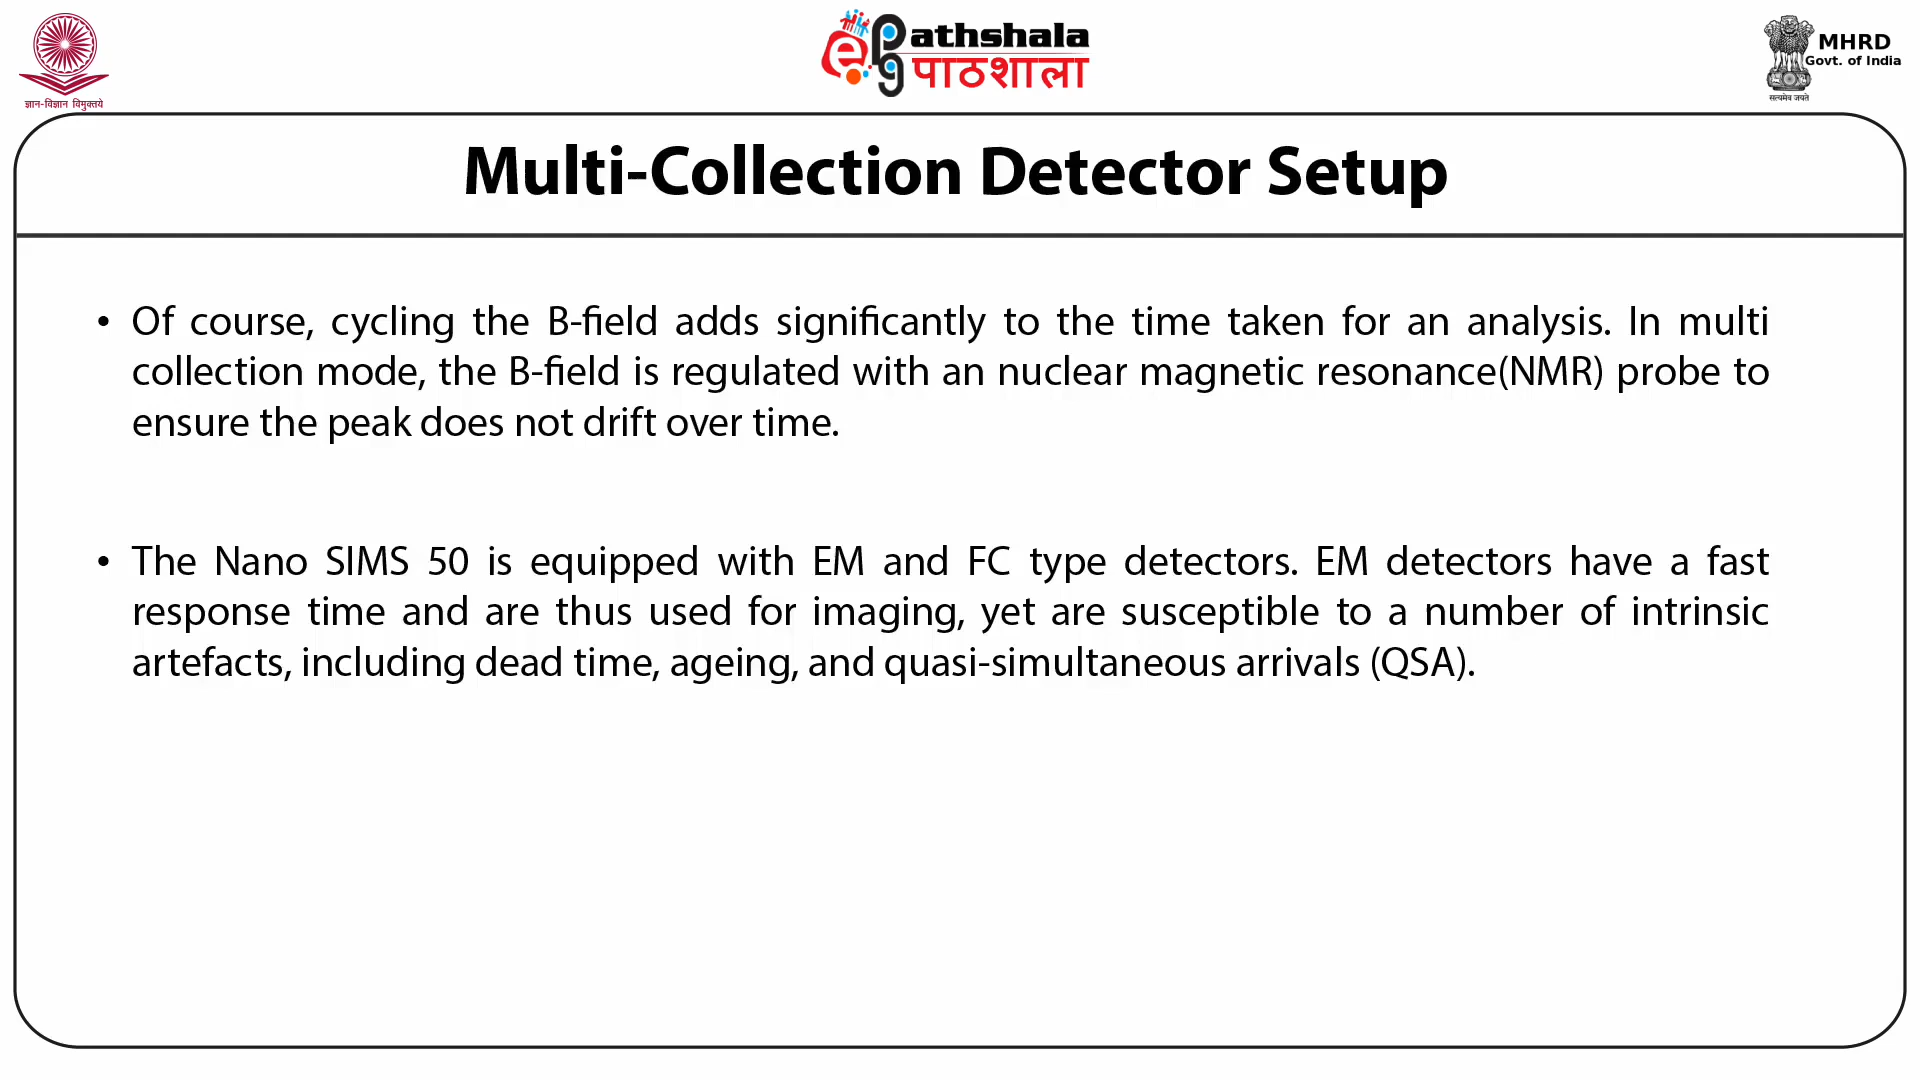 ज्ञान-विज्ञान विमुक्तये
ePathshala
पाठशाला
MHRD
Govt. of India
सत्यमेव जयते
Multi-Collection Detector Setup
• Of course, cycling the B-field adds significantly to the time taken for an analysis. In multi
collection mode, the B-field is regulated with an nuclear magnetic resonance(NMR) probe to
ensure the peak does not drift over time.
• The Nano SIMS 50 is equipped with EM and FC type detectors. EM detectors have a fast
response time and are thus used for imaging, yet are susceptible to a number of intrinsic
artefacts, including dead time, ageing, and quasi-simultaneous arrivals (QSA).